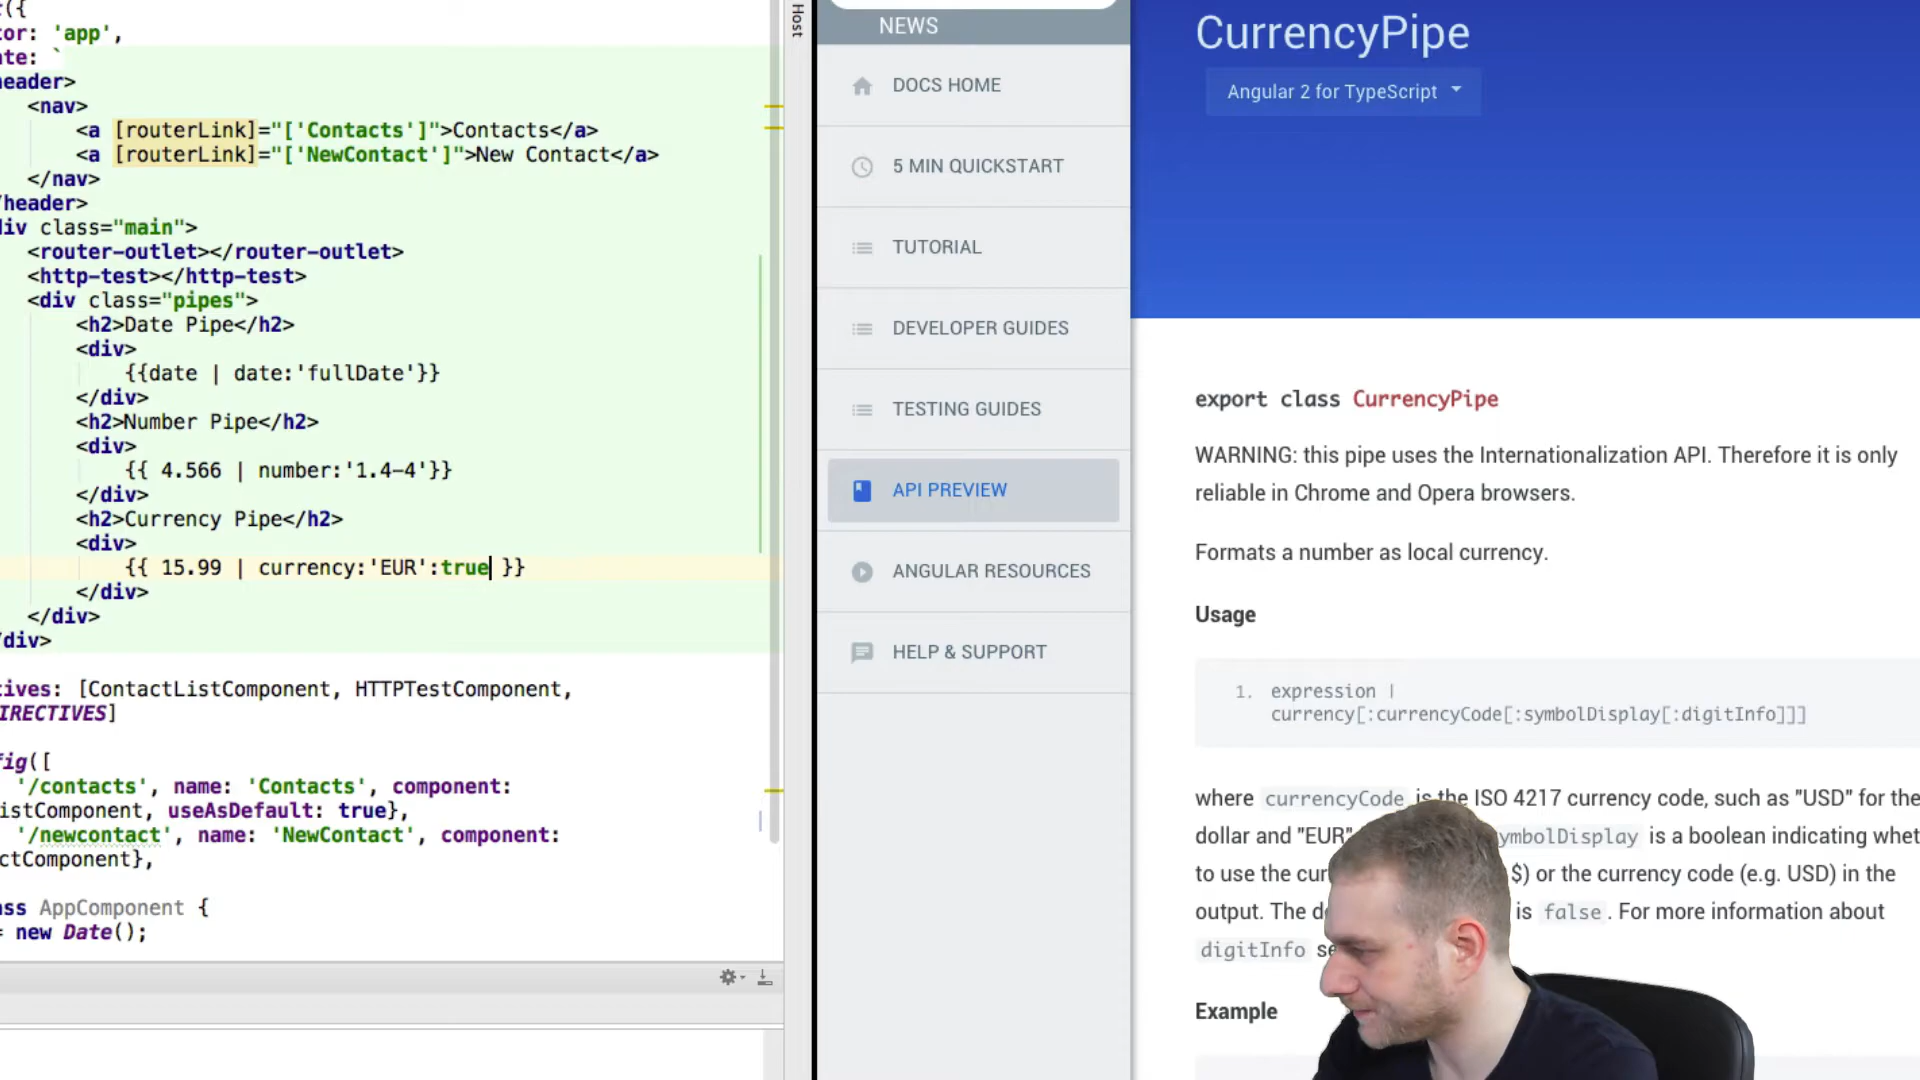 r({
tor: 'app',
ate: `
header>
<nav>
<a [routerLink]="['Contacts']">Contacts</a>
<a [routerLink]="['NewContact']">New Contact</a>
</nav>
/header>
div class="main">
<router-outlet></router-outlet>
<http-test></http-test>
<div class="pipes">
<h2>Date Pipe</h2>
<div>
{{date | date:'fullDate'}}
</div>
<h2>Number Pipe</h2>
<div>
{{ 4.566 | number:'1.4-4'}}
</div>
<h2>Currency Pipe</h2>
<div>
{{ 15.99 | currency:'EUR':true }}
</div>
</div>
/div>
tives: [ContactListComponent, HTTPTestComponent,
IRECTIVES]
fig([
'/contacts', name: 'Contacts', component:
istComponent, useAsDefault: true},
'/newcontact', name: 'NewContact', component:
ctComponent},
ass AppComponent {
= new Date();
Host
NEWS
DOCS HOME
5 MIN QUICKSTART
TUTORIAL
DEVELOPER GUIDES
TESTING GUIDES
API PREVIEW
ANGULAR RESOURCES
HELP & SUPPORT
CurrencyPipe
Angular 2 for TypeScript
export class CurrencyPipe
WARNING: this pipe uses the Internationalization API. Therefore it is only
reliable in Chrome and Opera browsers.
Formats a number as local currency.
Usage
1. expression |
currency[:currencyCode[:symbolDisplay[:digitInfo]]]
where currencyCode is the ISO 4217 currency code, such as "USD" for the
dollar and "EUR" ymbolDisplay is a boolean indicating whet
to use the cur $) or the currency code (e.g. USD) in the
output. The d is false. For more information about
digitInfo se
Example